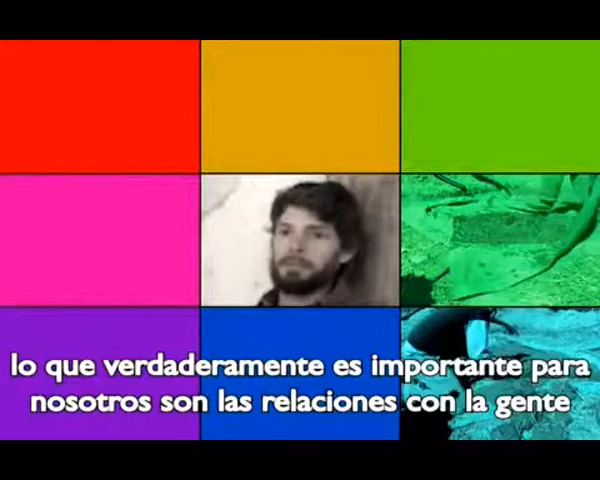 lo que verdaderamente es importante para
nosotros son las relaciones con la gente